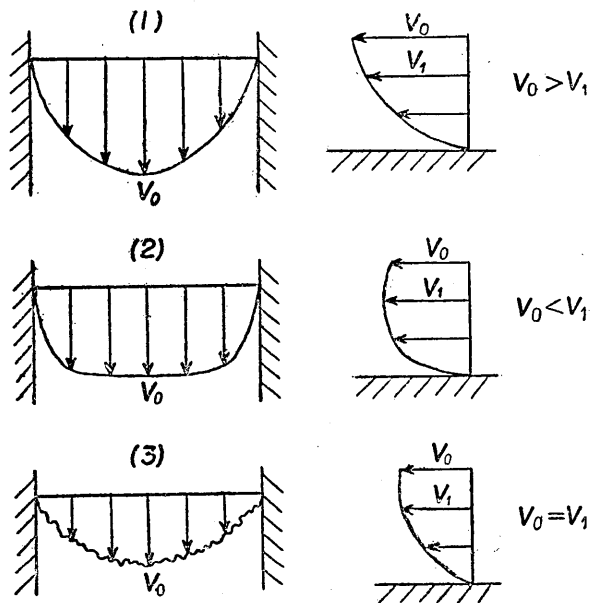 (1)
V₀
V₀
V₁
V₀ > V₁
(2)
V₀
V₀
V₁
V₀ < V₁
(3)
V₀
V₀
V₁
V₀ = V₁